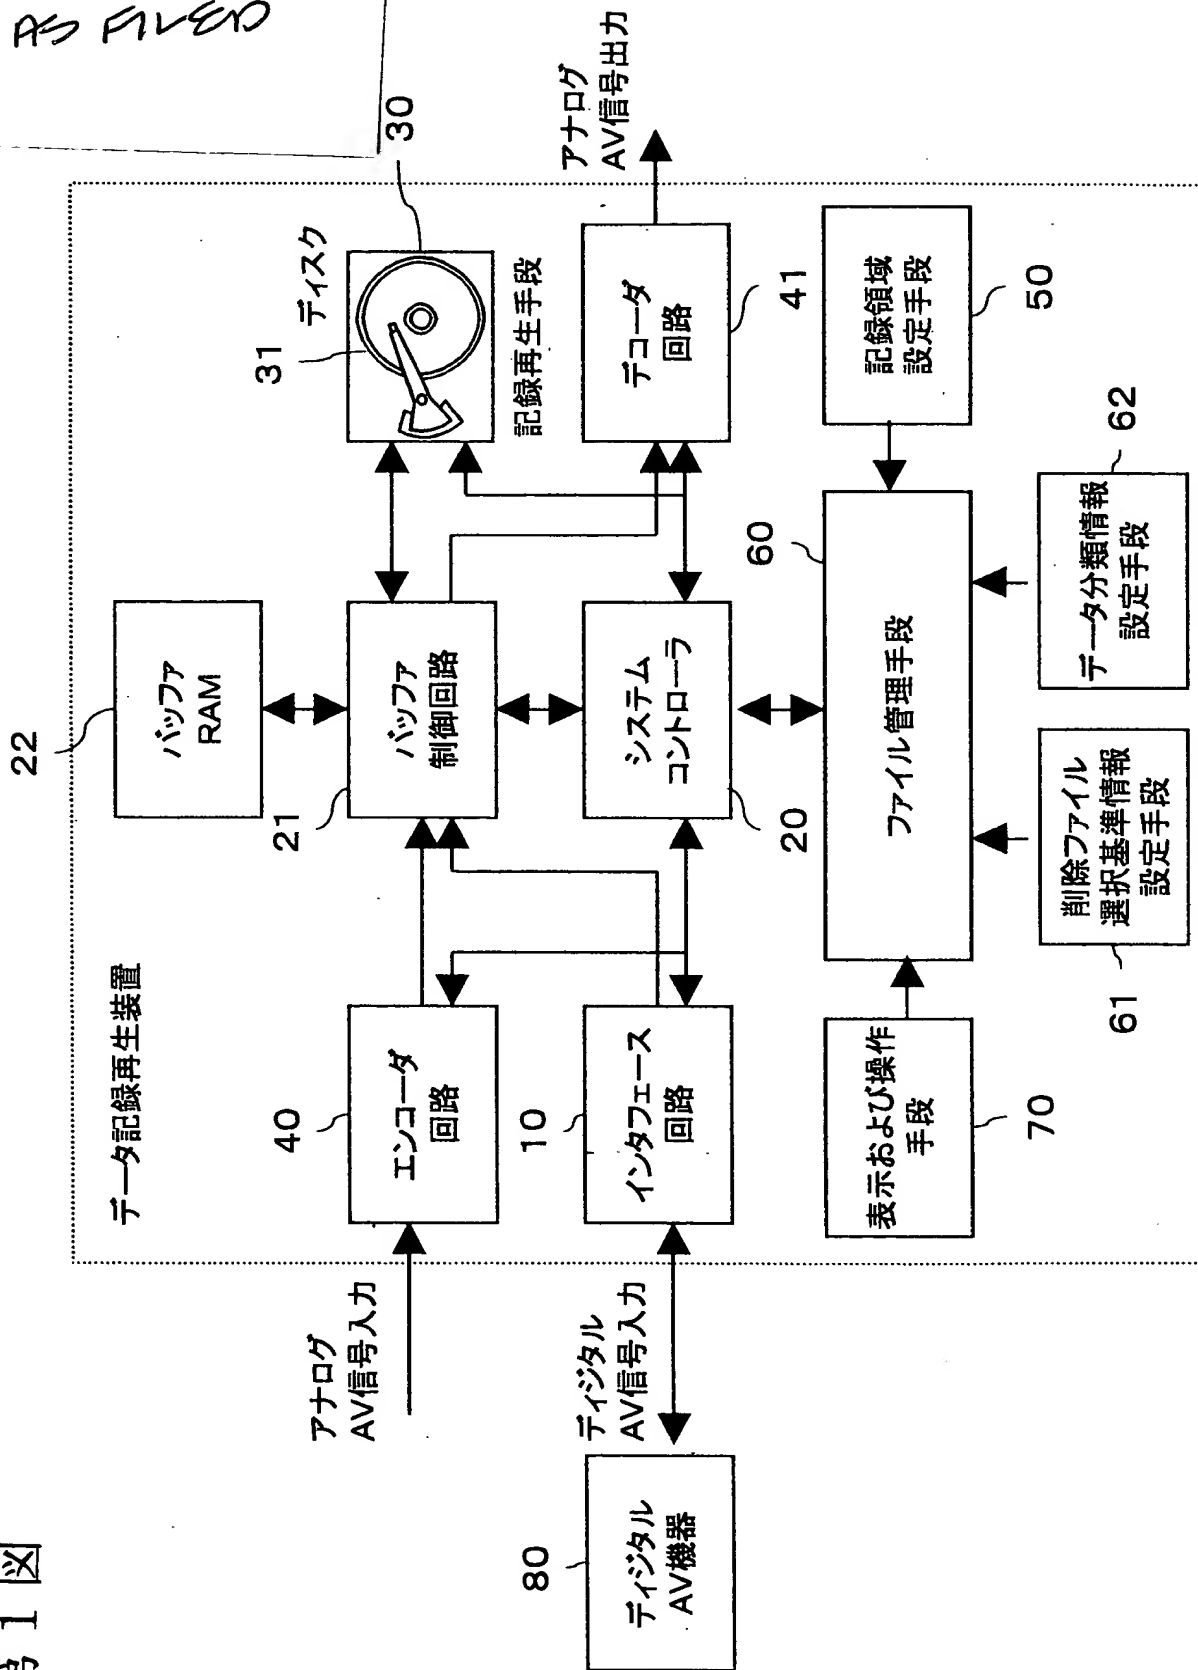 AS FILED
第1図
データ記録再生装置
22
バッファ
RAM
アナログ
AV信号入力
40
エンコーダ
回路
21
バッファ
制御回路
31
ディスク
30
記録再生手段
アナログ
AV信号出力
80
ディジタル
AV機器
ディジタル
AV信号入力
10
インタフェース
回路
システム
コントローラ
20
デコーダ
回路
41
60
ファイル管理手段
記録領域
設定手段
50
表示および操作
手段
70
61
削除ファイル
選択基準情報
設定手段
62
データ分類情報
設定手段